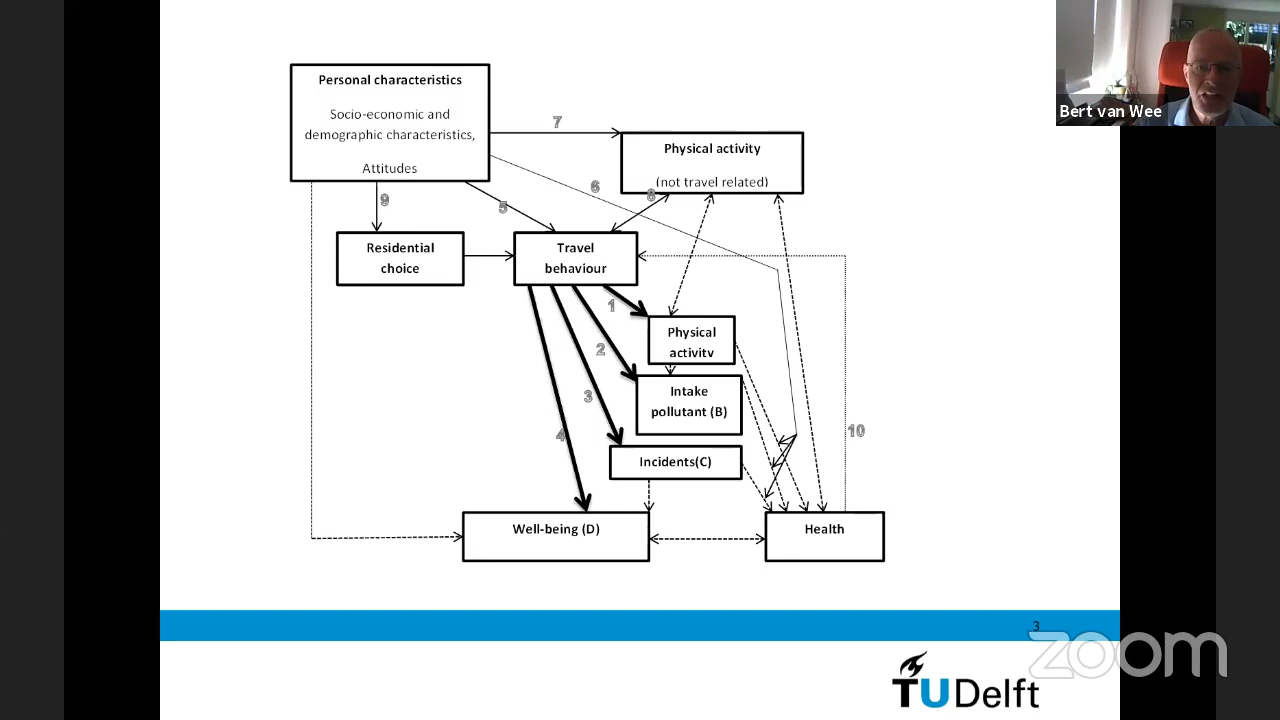 Bert van Wee
Personal characteristics
Socio-economic and
demographic characteristics,
Attitudes
7
Physical activity
(not travel related)
6
8
9
5
Residential
choice
Travel
behaviour
1
Physical
activity
2
Intake
pollutant (B)
3
10
4
Incidents(C)
Well-being (D)
Health
3
zoom
TUDelft